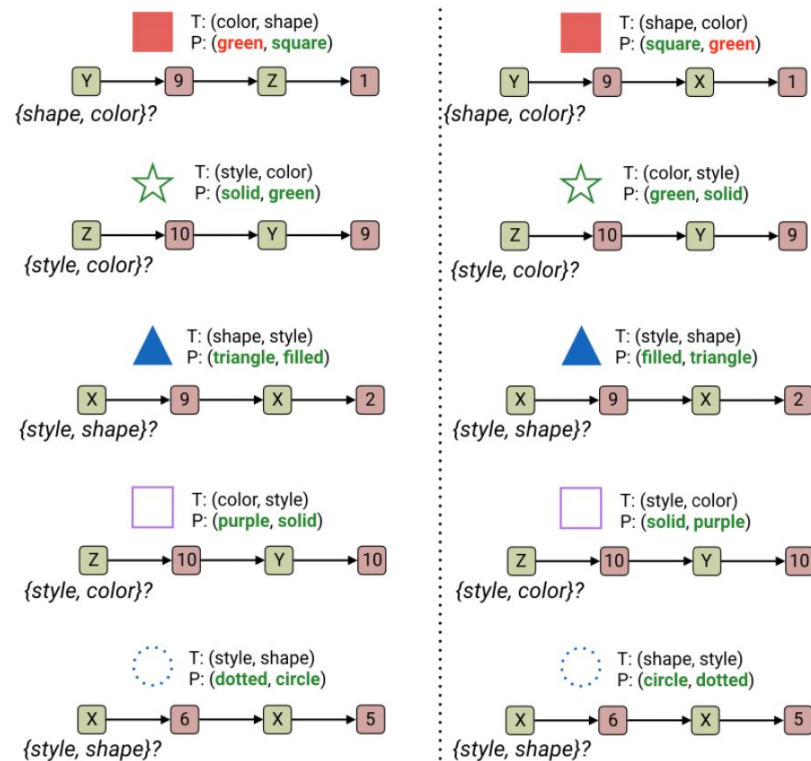 T: (color, shape)
P: (green, square)
Y 9 Z 1
{shape, color}?
T: (style, color)
P: (solid, green)
Z 10 Y 9
{style, color}?
T: (shape, style)
P: (triangle, filled)
X 9 X 2
{style, shape}?
T: (color, style)
P: (purple, solid)
Z 10 Y 10
{style, color}?
T: (style, shape)
P: (dotted, circle)
X 6 X 5
{style, shape}?
T: (shape, color)
P: (square, green)
Y 9 X 1
{shape, color}?
T: (color, style)
P: (green, solid)
Z 10 Y 9
{style, color}?
T: (style, shape)
P: (filled, triangle)
X 9 X 2
{style, shape}?
T: (style, color)
P: (solid, purple)
Z 10 Y 10
{style, color}?
T: (shape, style)
P: (circle, dotted)
X 6 X 5
{style, shape}?